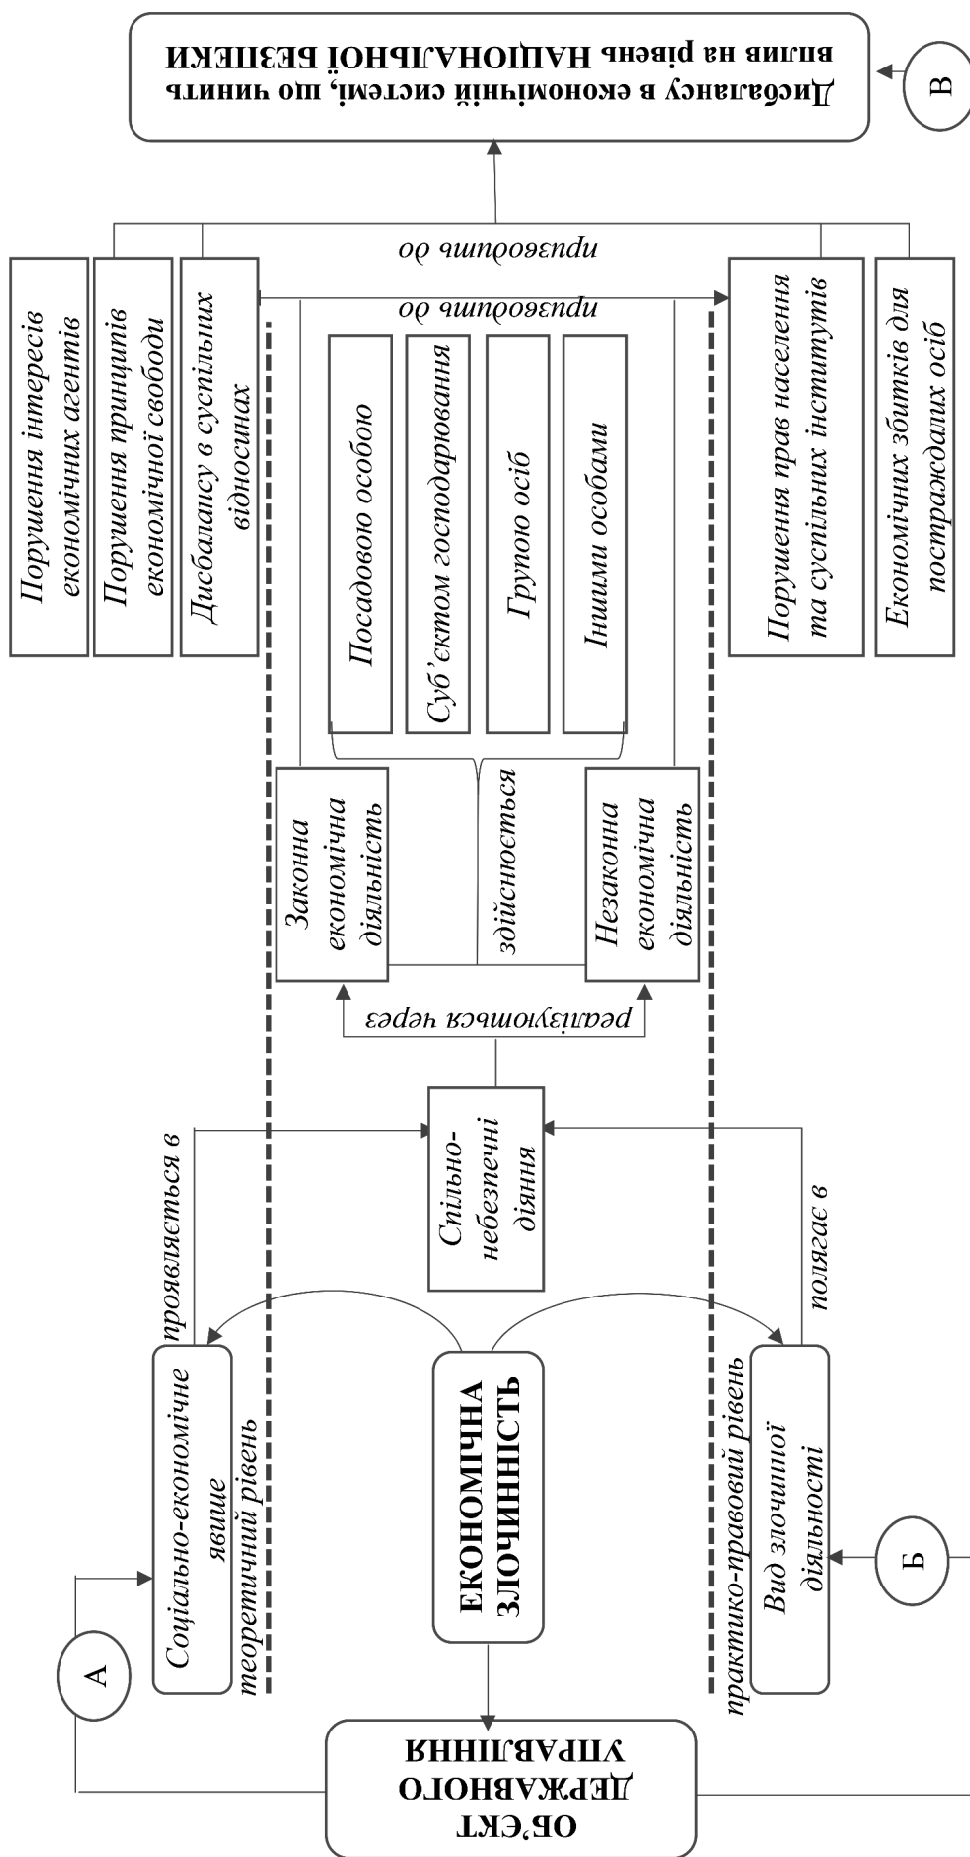 ОБ’ЄКТ
ДЕРЖАВНОГО
УПРАВЛІННЯ
А
Соціально-економічне
явише
теоретичний рівень
ЕКОНОМІЧНА
ЗЛОЧИННІСТЬ
практико-правовий рівень
Вид злочинної
діяльності
Б
проявляється в
Спільно-
небезпечні
діяння
полягає в
реалізуються через
Законна
економічна
діяльність
здійснюється
Незаконна
економічна
діяльність
Посадовою особою
Суб’єктом господарювання
Групою осіб
Іншими особами
призводить до
Порушення інтересів
економічних агентів
Порушення принципів
економічної свободи
Дисбалансу в суспільних
відносинах
Порушення прав населення
та суспільних інститутів
Економічних збитків для
постраждалих осіб
призводить до
Дисбалансу в економічній системі, що чинить
вплив на рівень НАЦІОНАЛЬНОЇ БЕЗПЕКИ
В